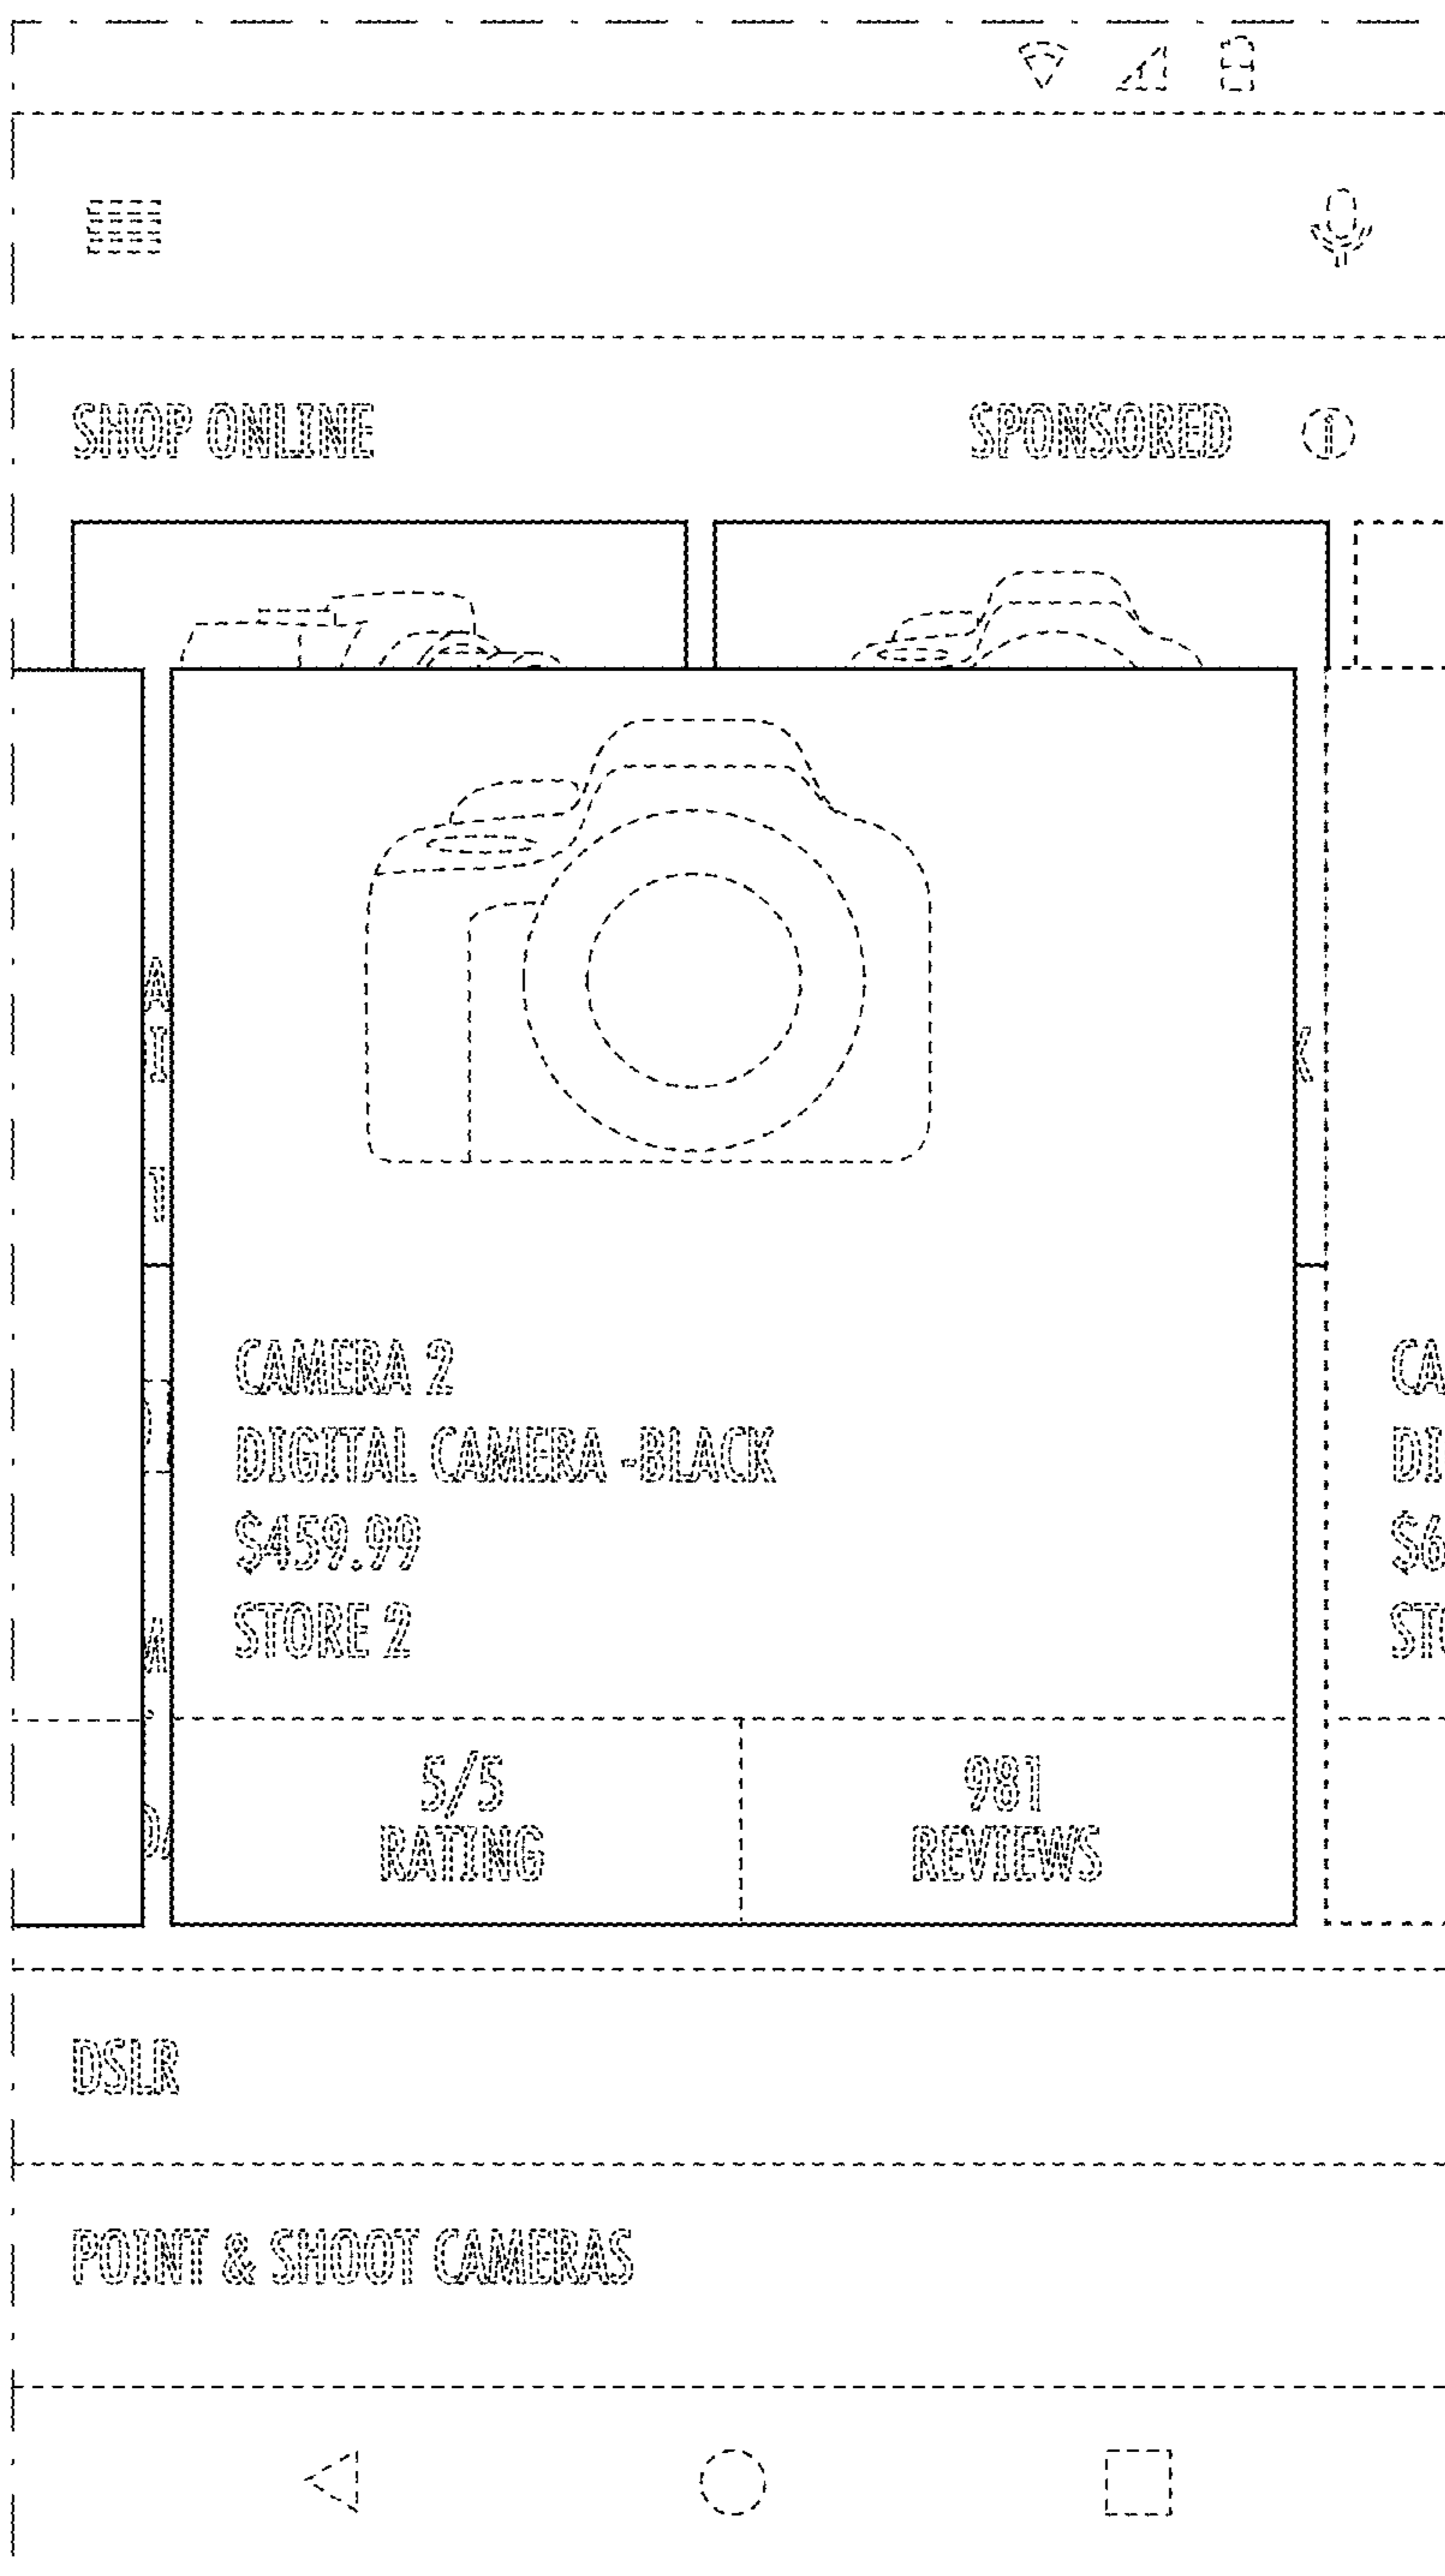 SHOP ONLINE SPONSORED
CAMERA 2
DIGITAL CAMERA -BLACK
$459.99
STORE 2
5/5
RATING
981
REVIEWS
DSLR
POINT & SHOOT CAMERAS